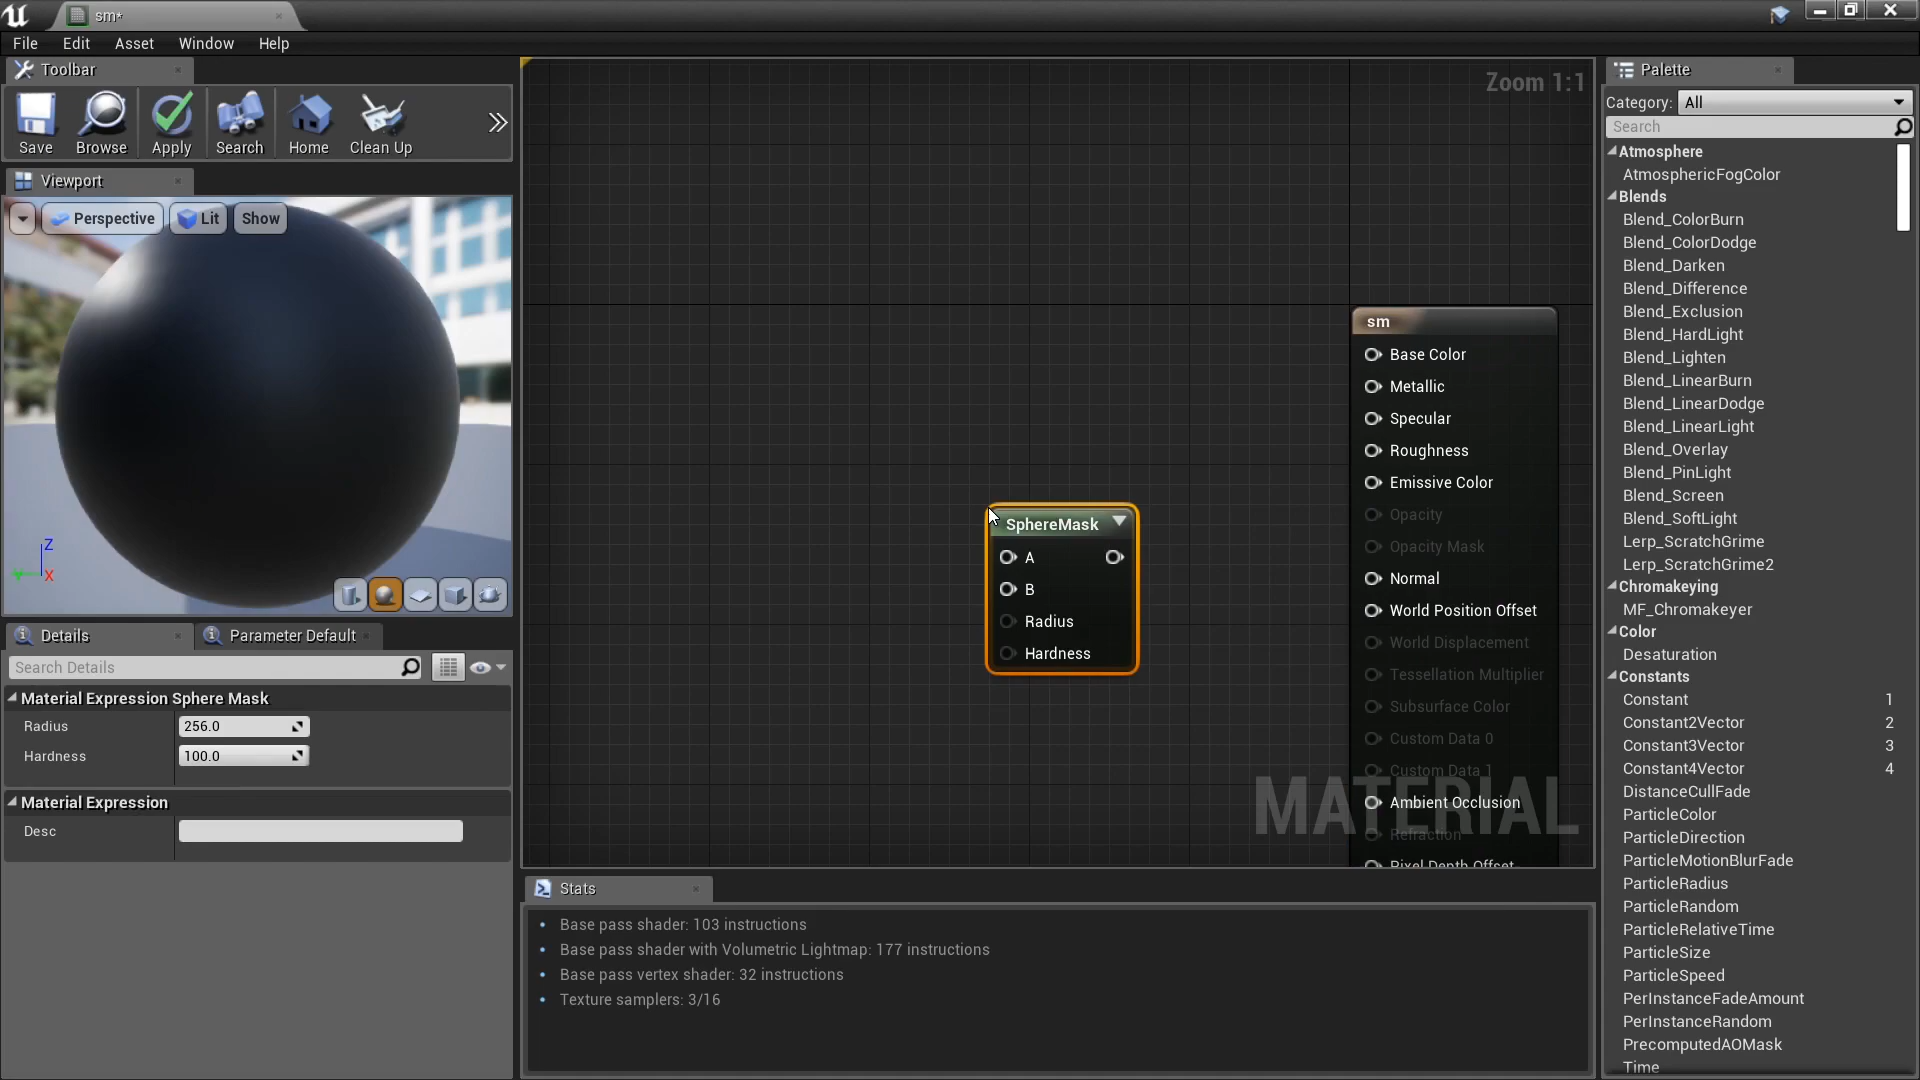 sm*
File Edit Asset Window Help
Toolbar
Save Browse Apply Search Home Clean Up
Viewport
Perspective Lit Show
Z
Y X
Details Parameter Default
Search Details
Material Expression Sphere Mask
Radius 256.0
Hardness 100.0
Material Expression
Desc
Zoom 1:1
SphereMask
A
B
Radius
Hardness
sm
Base Color
Metallic
Specular
Roughness
Emissive Color
Opacity
Opacity Mask
Normal
World Position Offset
World Displacement
Tessellation Multiplier
Subsurface Color
Custom Data 0
Custom Data 1
Ambient Occlusion
Refraction
Pixel Depth Offset
MATERIAL
Stats
Base pass shader: 103 instructions
Base pass shader with Volumetric Lightmap: 177 instructions
Base pass vertex shader: 32 instructions
Texture samplers: 3/16
Palette
Category: All
Search
Atmosphere
AtmosphericFogColor
Blends
Blend_ColorBurn
Blend_ColorDodge
Blend_Darken
Blend_Difference
Blend_Exclusion
Blend_HardLight
Blend_Lighten
Blend_LinearBurn
Blend_LinearDodge
Blend_LinearLight
Blend_Overlay
Blend_PinLight
Blend_Screen
Blend_SoftLight
Lerp_ScratchGrime
Lerp_ScratchGrime2
Chromakeying
MF_Chromakeyer
Color
Desaturation
Constants
Constant 1
Constant2Vector 2
Constant3Vector 3
Constant4Vector 4
DistanceCullFade
ParticleColor
ParticleDirection
ParticleMotionBlurFade
ParticleRadius
ParticleRandom
ParticleRelativeTime
ParticleSize
ParticleSpeed
PerInstanceFadeAmount
PerInstanceRandom
PrecomputedAOMask
Time